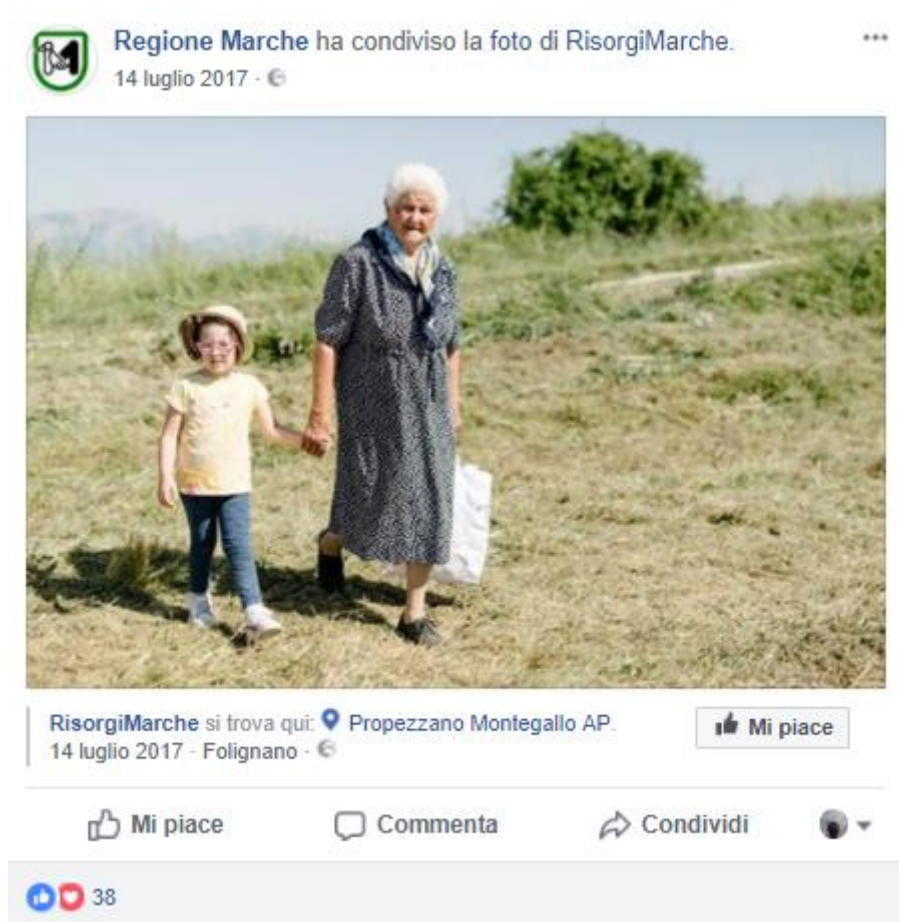 Regione Marche ha condiviso la foto di RisorgiMarche.
14 luglio 2017 ·
RisorgiMarche si trova qui: Propezzano Montegallo AP.
14 luglio 2017 · Folignano ·
Mi piace
Mi piace
Commenta
Condividi
38